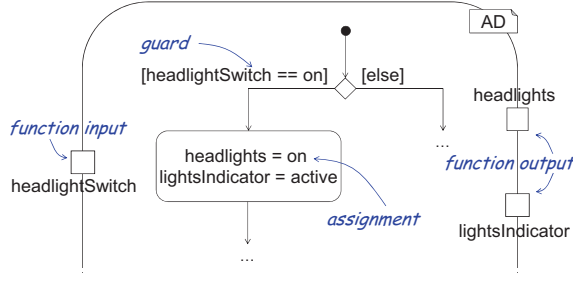 AD
guard
[headlightSwitch == on]
[else]
headlights
function input
headlights = on
lightsIndicator = active
...
function output
headlightSwitch
assignment
lightsIndicator
...